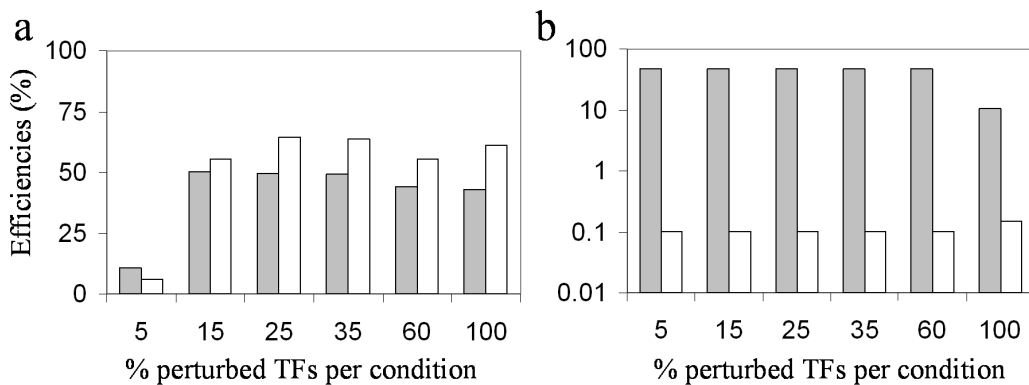 a
100
75
50
25
0
Efficiencies (%)
5 15 25 35 60 100
% perturbed TFs per condition
b
100
10
1
0.1
0.01
5 15 25 35 60 100
% perturbed TFs per condition